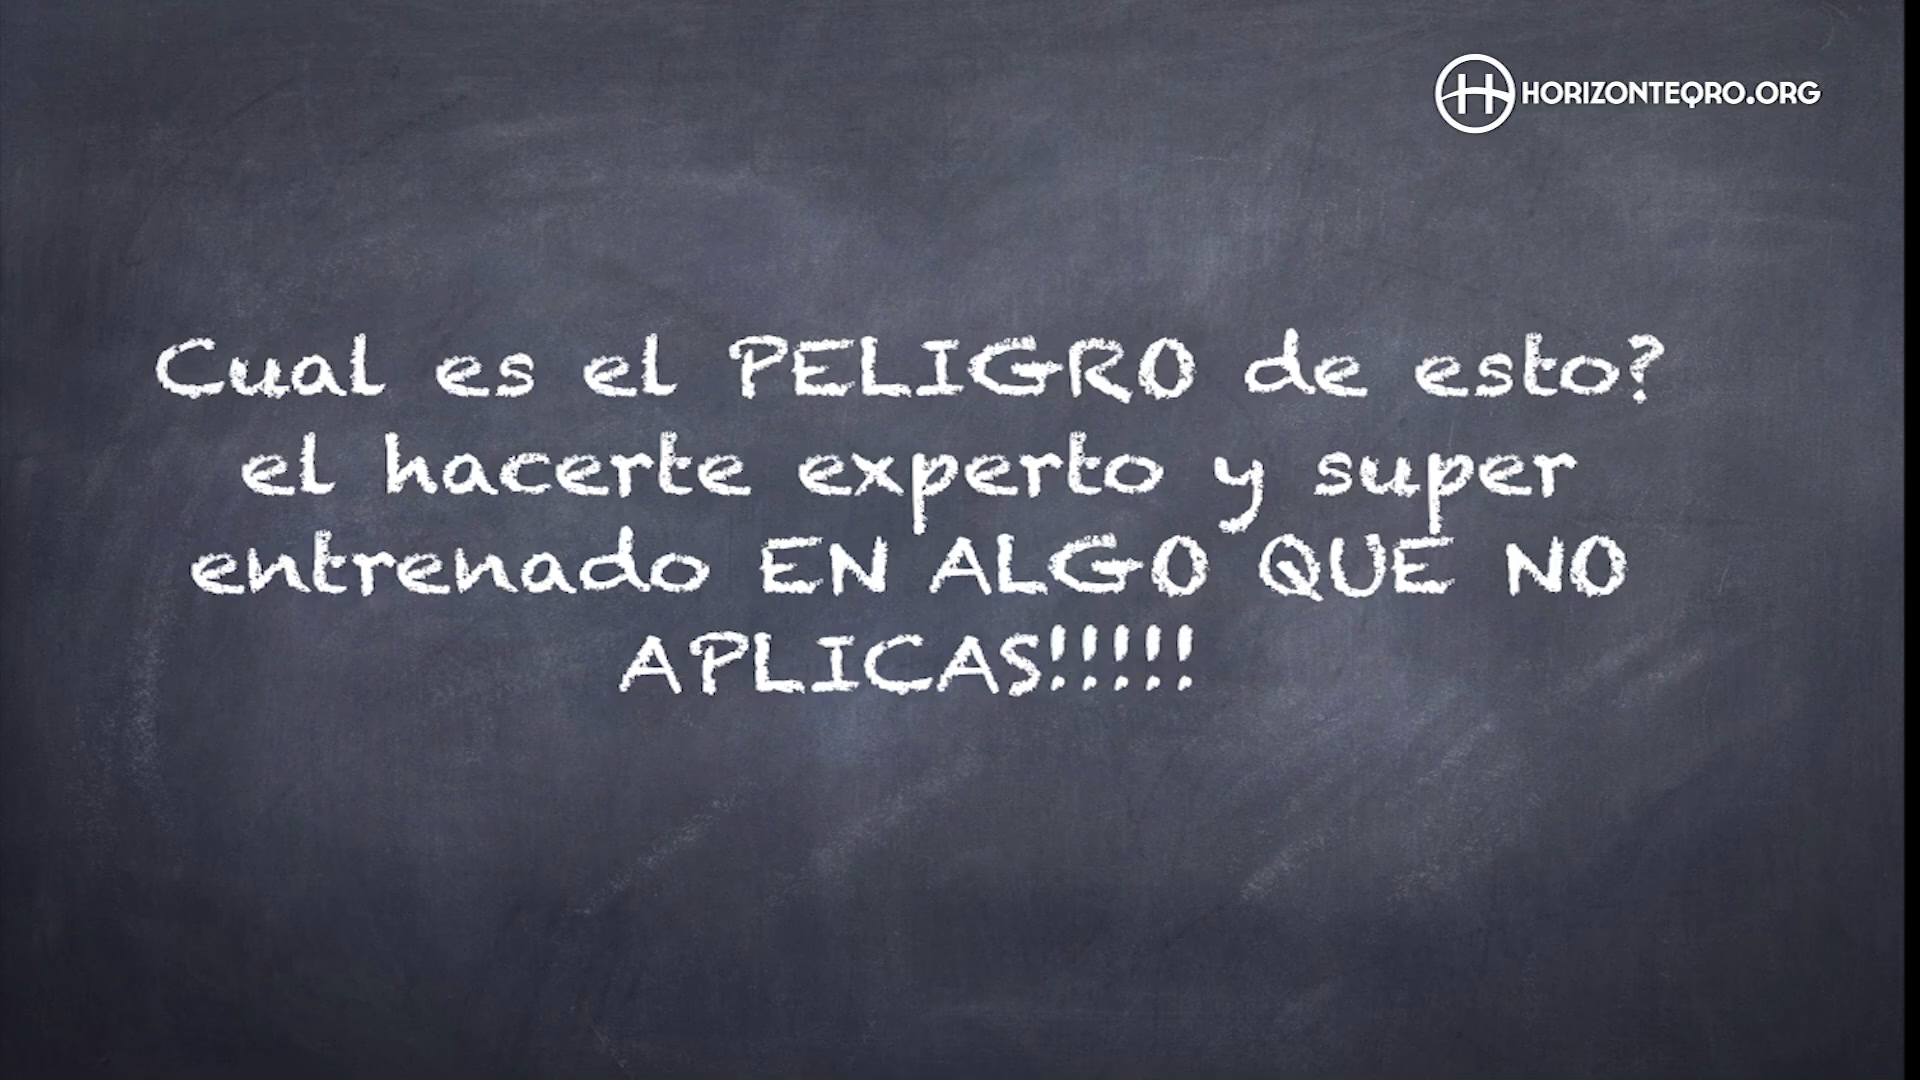 HORIZONTEQRO.ORG
Cual es el PELIGRO de esto?
el hacerte experto y super
entrenado EN ALGO QUE NO
APLICAS!!!!!